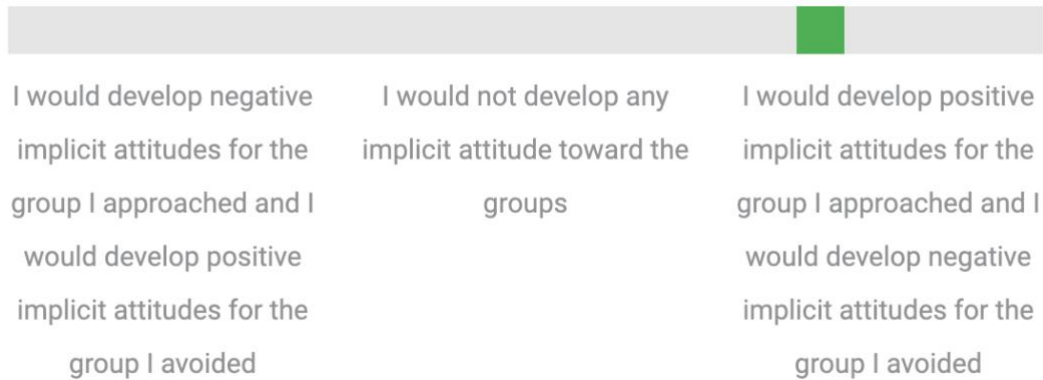 I would develop negative
implicit attitudes for the
group I approached and I
would develop positive
implicit attitudes for the
group I avoided
I would not develop any
implicit attitude toward the
groups
I would develop positive
implicit attitudes for the
group I approached and I
would develop negative
implicit attitudes for the
group I avoided